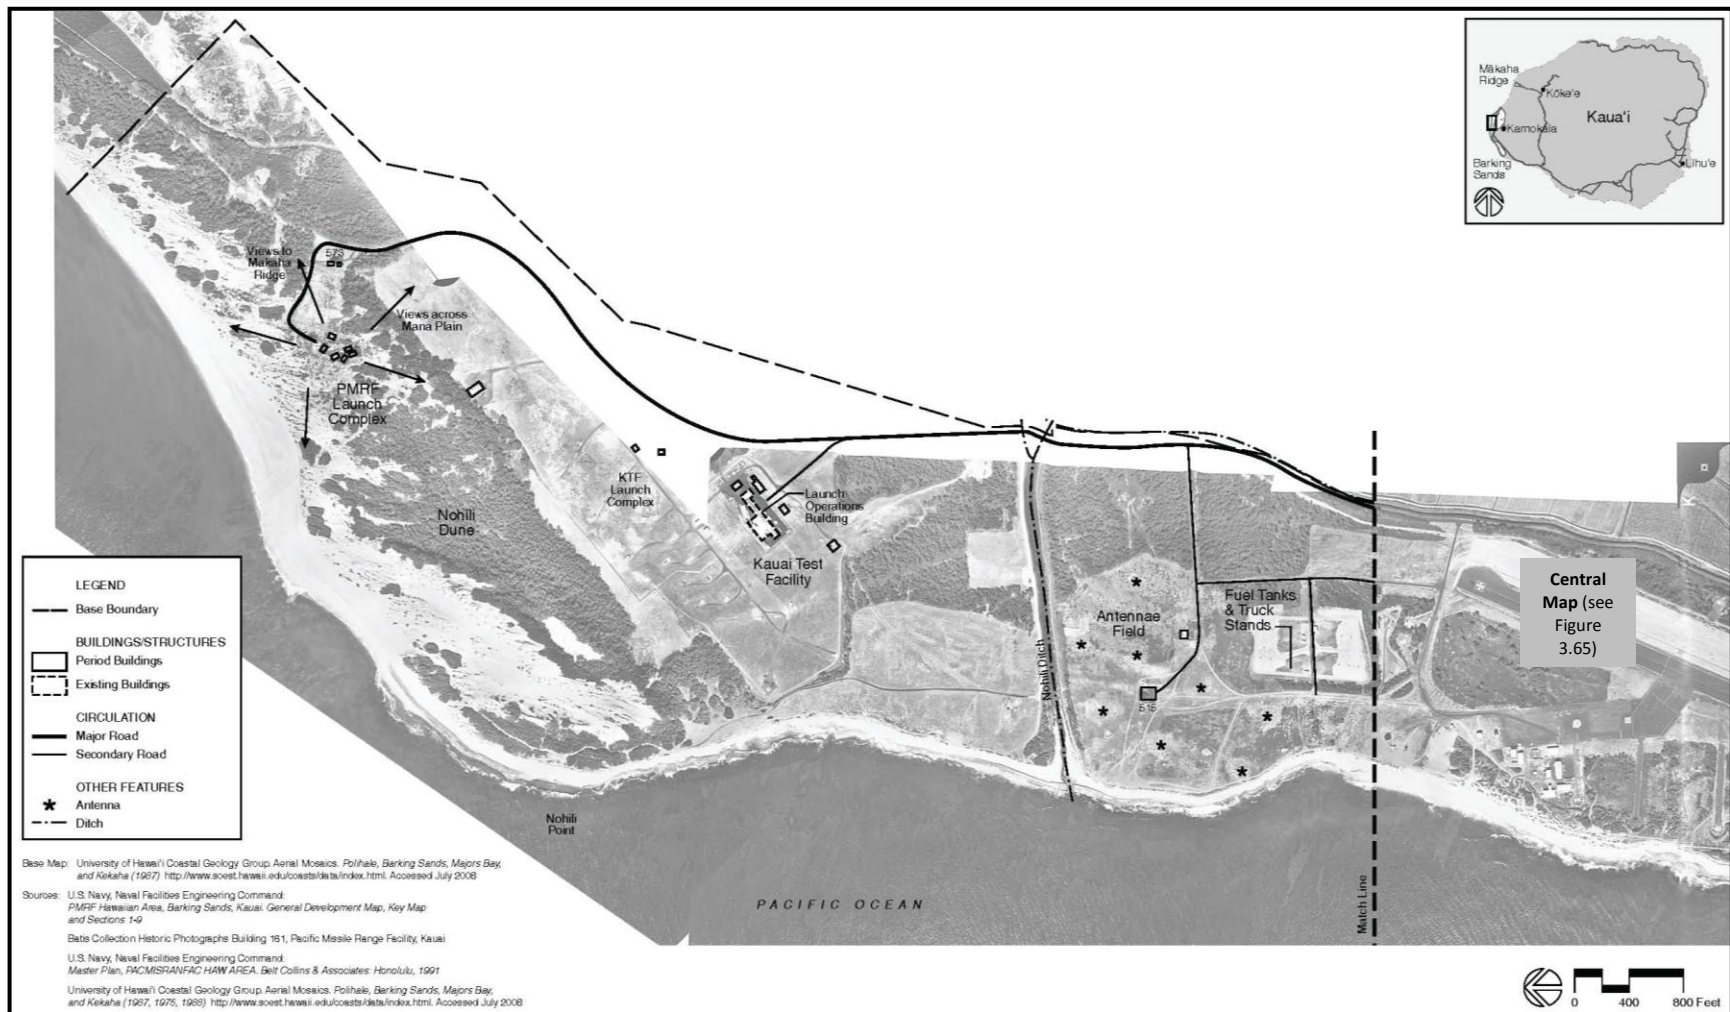 Mākaha
Ridge
Kōke'e
Kaua'i
Kamokala
Barking
Sands
Līhu'e
Views to
Makaha
Ridge
573
Views across
Mana Plain
PMRF
Launch
Complex
KTF
Launch
Complex
Nohili
Dune
Launch
Operations
Building
Kauai Test
Facility
Nohili Ditch
Antennae
Field
Fuel Tanks
& Truck
Stands
515
Central
Map (see
Figure
3.65)
LEGEND
Base Boundary
BUILDINGS/STRUCTURES
Period Buildings
Existing Buildings
CIRCULATION
Major Road
Secondary Road
OTHER FEATURES
Antenna
Ditch
Nohili
Point
PACIFIC OCEAN
Match Line
Base Map: University of Hawai'i Coastal Geology Group. Aerial Mosaics. Polihale, Barking Sands, Majors Bay,
and Kekaha (1987) http://www.soest.hawaii.edu/coasts/data/index.html. Accessed July 2008
Sources: U.S. Navy, Naval Facilities Engineering Command:
PMRF Hawaiian Area, Barking Sands, Kauai. General Development Map, Key Map
and Sections 1-9
Batis Collection Historic Photographs Building 161, Pacific Missile Range Facility, Kauai
U.S. Navy, Naval Facilities Engineering Command:
Master Plan, PACMISRANFAC HAW AREA. Belt Collins & Associates: Honolulu, 1991
University of Hawai'i Coastal Geology Group. Aerial Mosaics. Polihale, Barking Sands, Majors Bay,
and Kekaha (1987, 1975, 1988) http://www.soest.hawaii.edu/coasts/data/index.html. Accessed July 2008
0 400 800 Feet